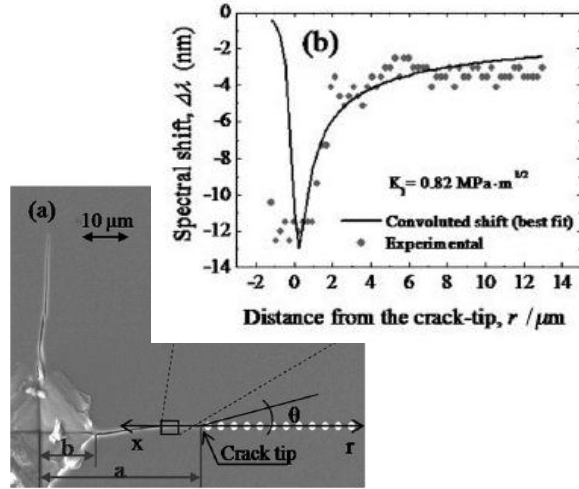 (b)
Spectral shift, Δλ (nm)
-0
-2
-4
-6
-8
-10
-12
-14
K_I = 0.82 MPa·m^1/2
Convoluted shift (best fit)
Experimental
-2 0 2 4 6 8 10 12 14
Distance from the crack-tip, r /μm
(a)
10 μm
θ
b
x
r
Crack tip
a